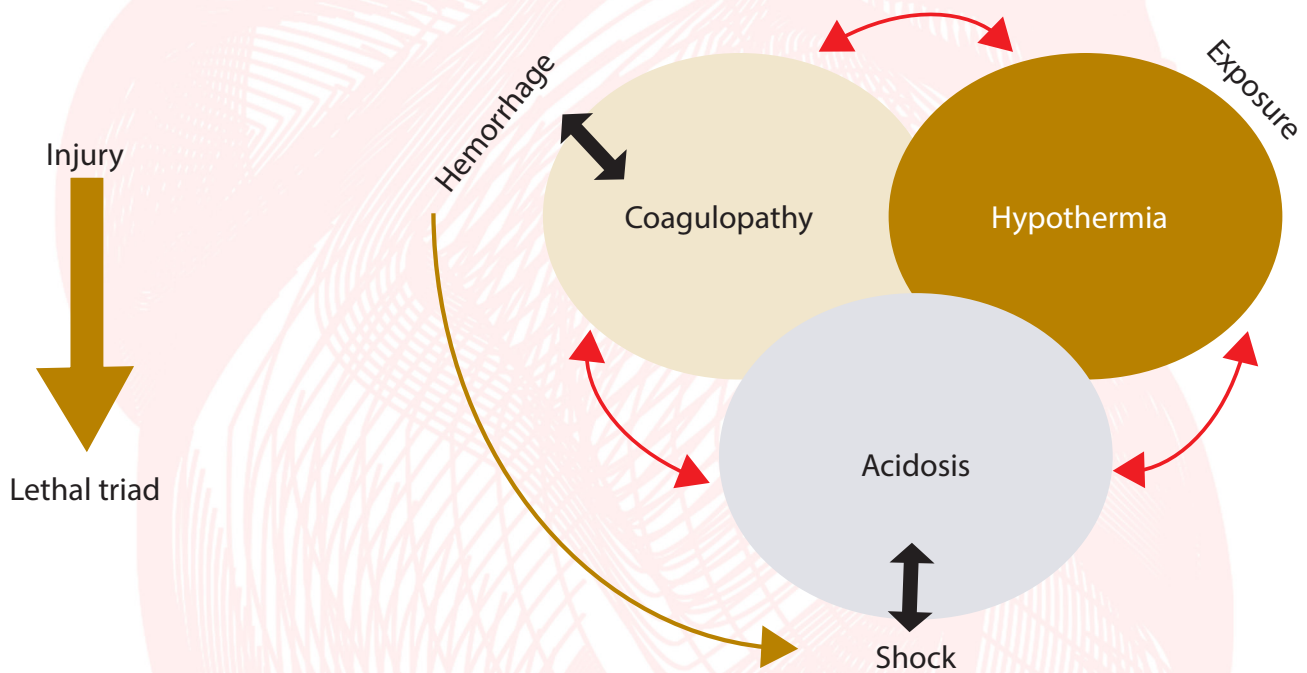 Injury
Lethal triad
Hemorrhage
Coagulopathy
Hypothermia
Exposure
Acidosis
Shock